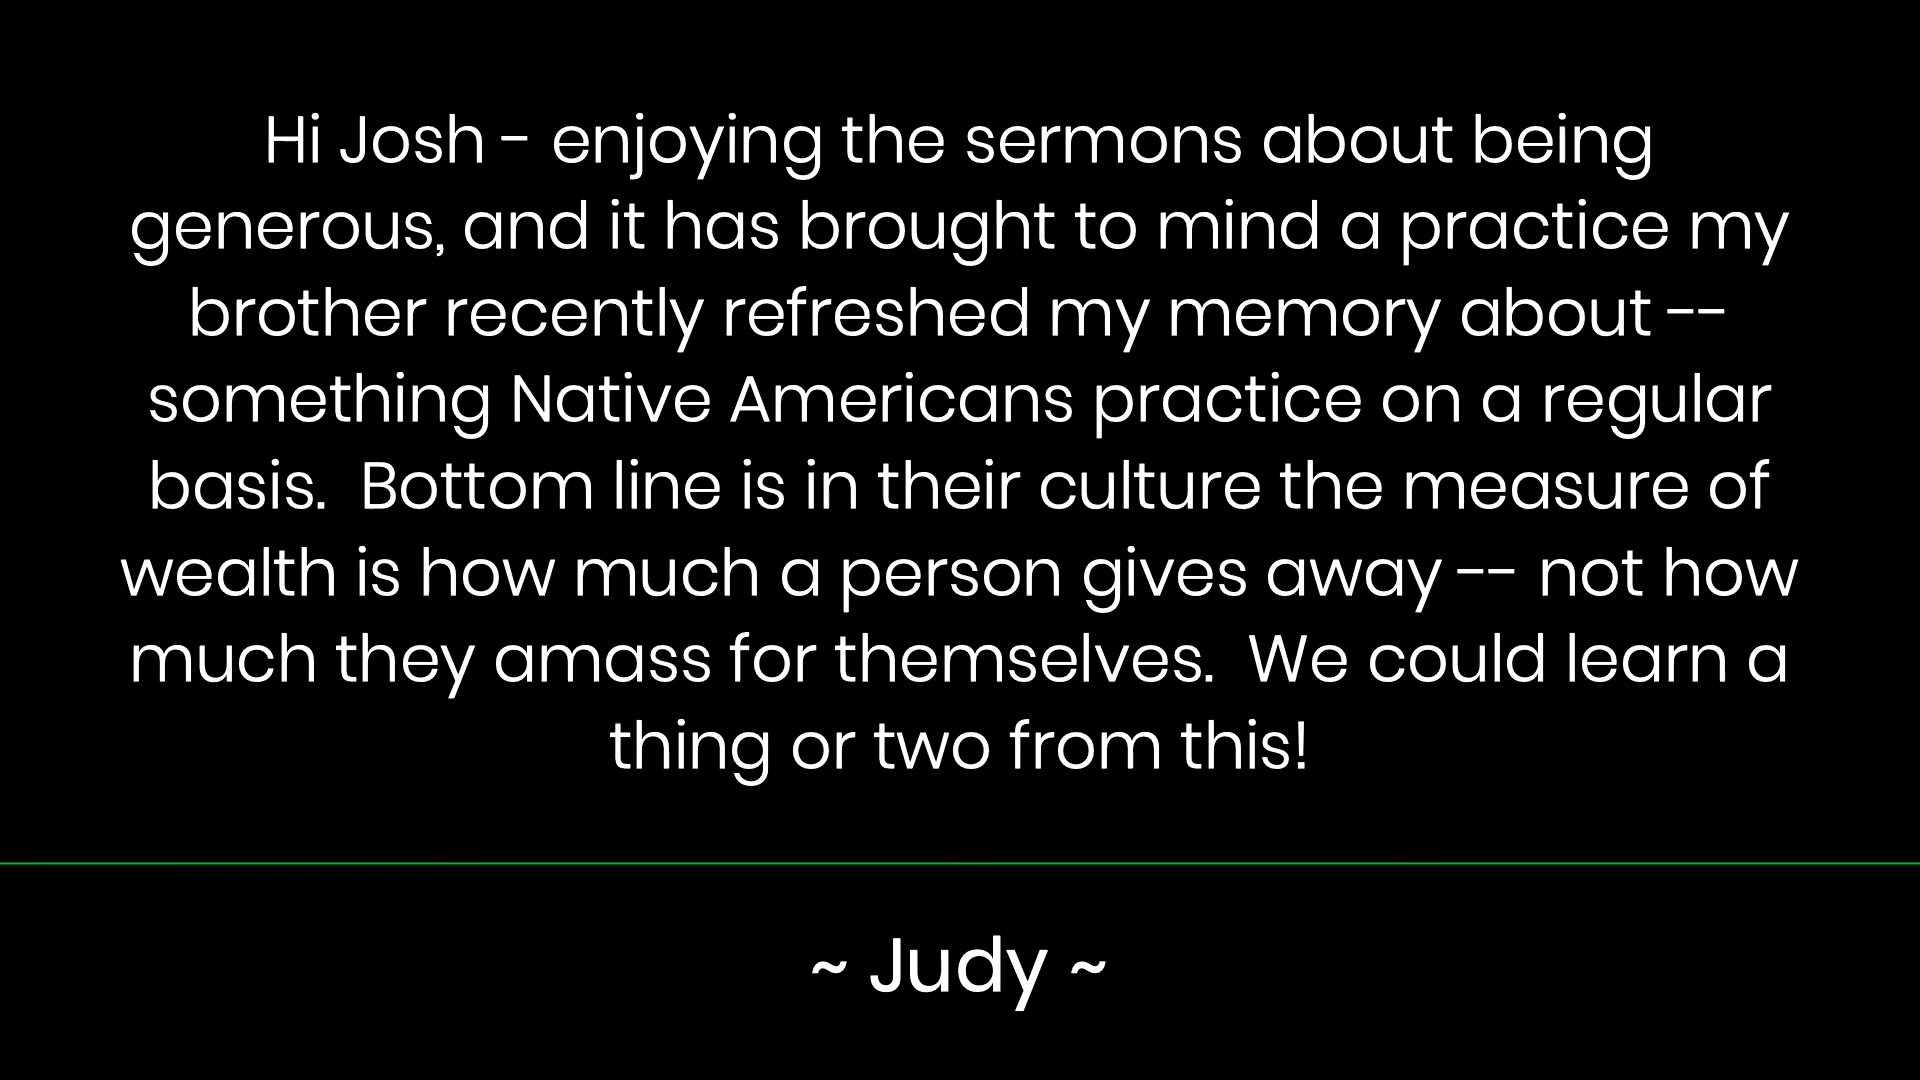 Hi Josh - enjoying the sermons about being
generous, and it has brought to mind a practice my
brother recently refreshed my memory about --
something Native Americans practice on a regular
basis.  Bottom line is in their culture the measure of
wealth is how much a person gives away -- not how
much they amass for themselves.  We could learn a
thing or two from this!
~ Judy ~